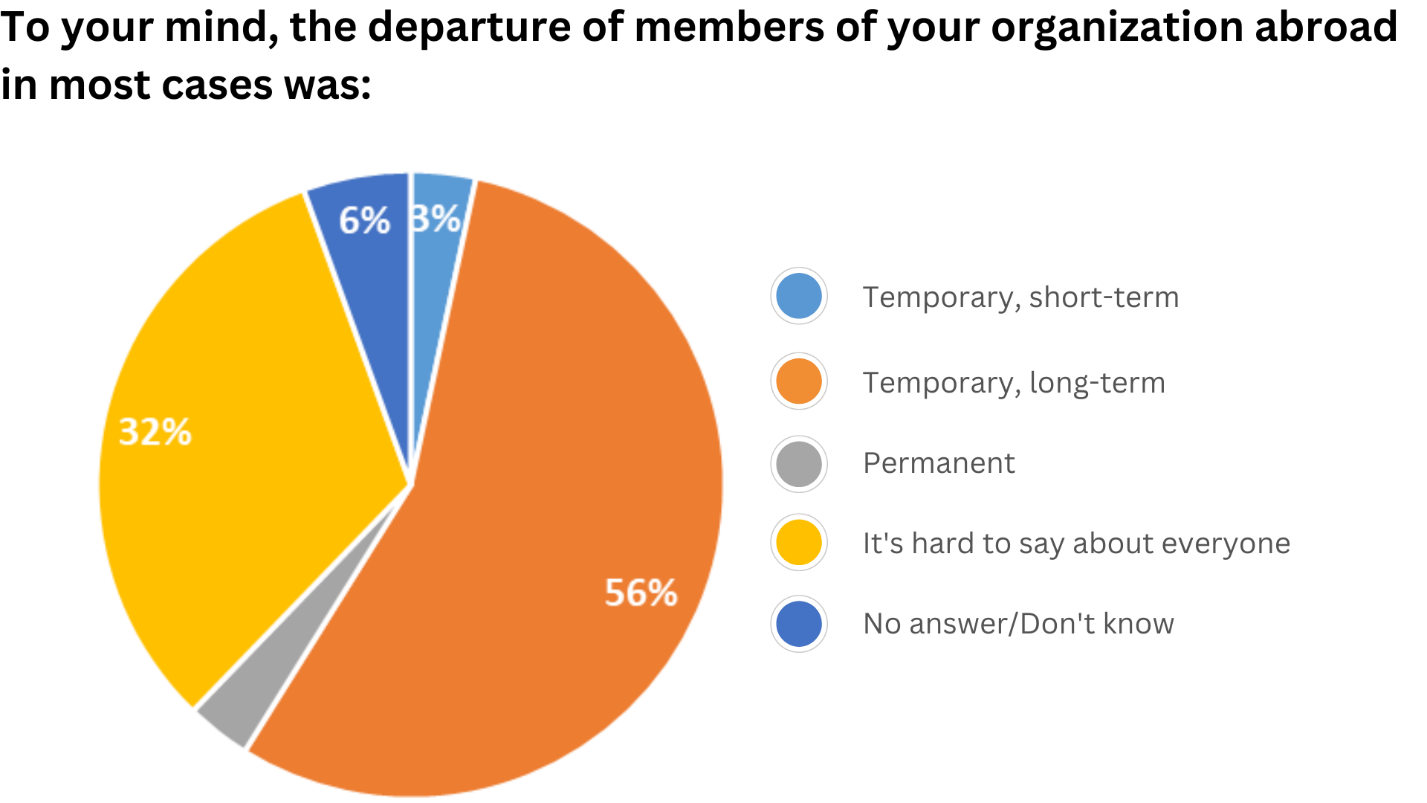 To your mind, the departure of members of your organization abroad
in most cases was:
6%
3%
32%
56%
Temporary, short-term
Temporary, long-term
Permanent
It's hard to say about everyone
No answer/Don't know